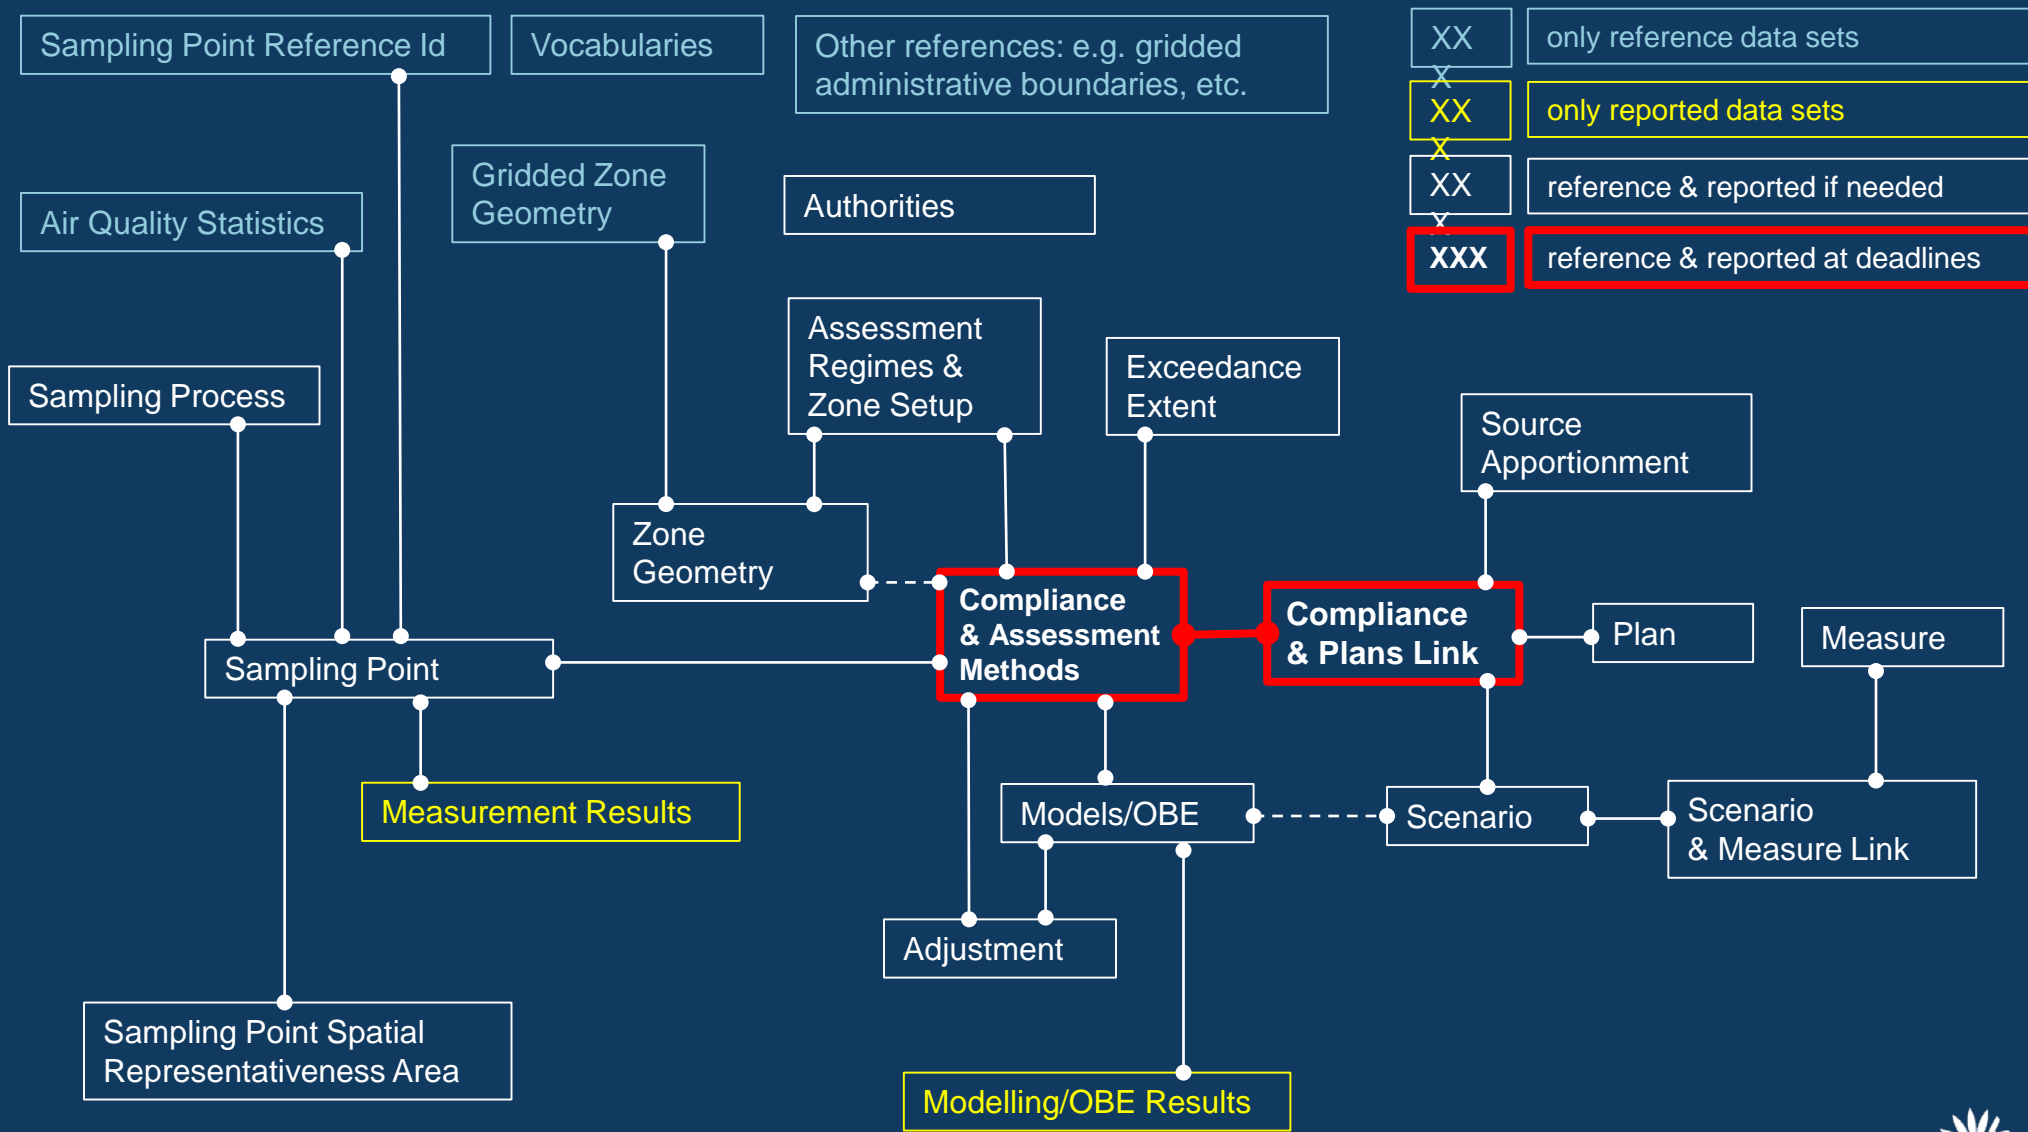 Sampling Point Reference Id
Vocabularies
Other references: e.g. gridded
administrative boundaries, etc.
XX
X
only reference data sets
XX
X
only reported data sets
XX
X
reference & reported if needed
XXX
reference & reported at deadlines
Air Quality Statistics
Gridded Zone
Geometry
Authorities
Sampling Process
Assessment
Regimes &
Zone Setup
Exceedance
Extent
Source
Apportionment
Zone
Geometry
Compliance
& Assessment
Methods
Compliance
& Plans Link
Plan
Measure
Sampling Point
Measurement Results
Models/OBE
Scenario
Scenario
& Measure Link
Adjustment
Sampling Point Spatial
Representativeness Area
Modelling/OBE Results